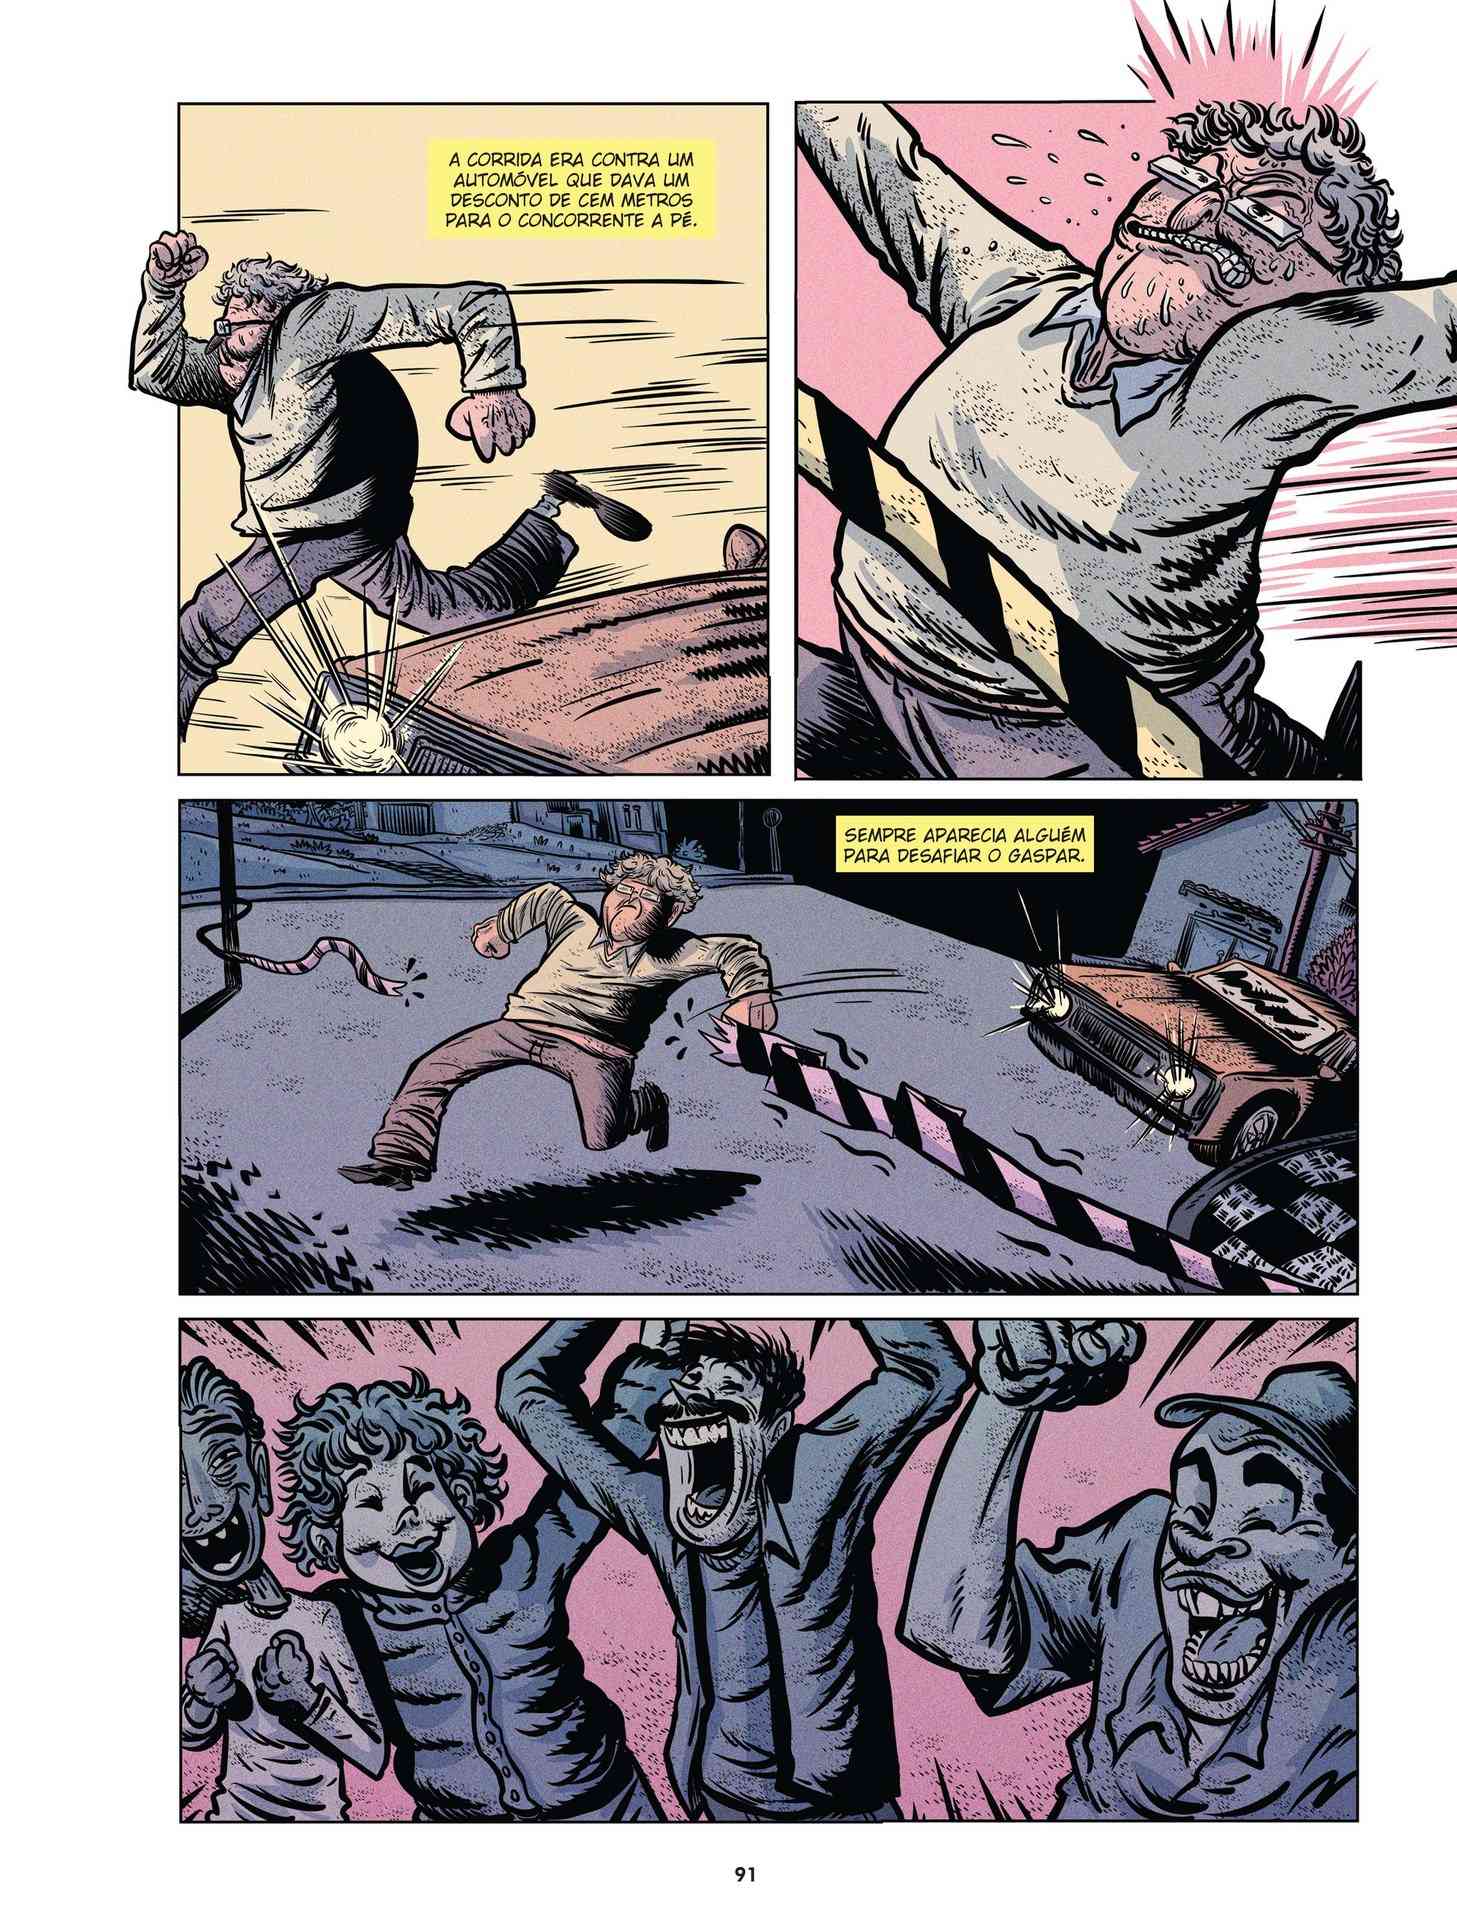 A CORRIDA ERA CONTRA UM
AUTOMÓVEL QUE DAVA UM
DESCONTO DE CEM METROS
PARA O CONCORRENTE A PÉ.
SEMPRE APARECIA ALGUÉM
PARA DESAFIAR O GASPAR.
91